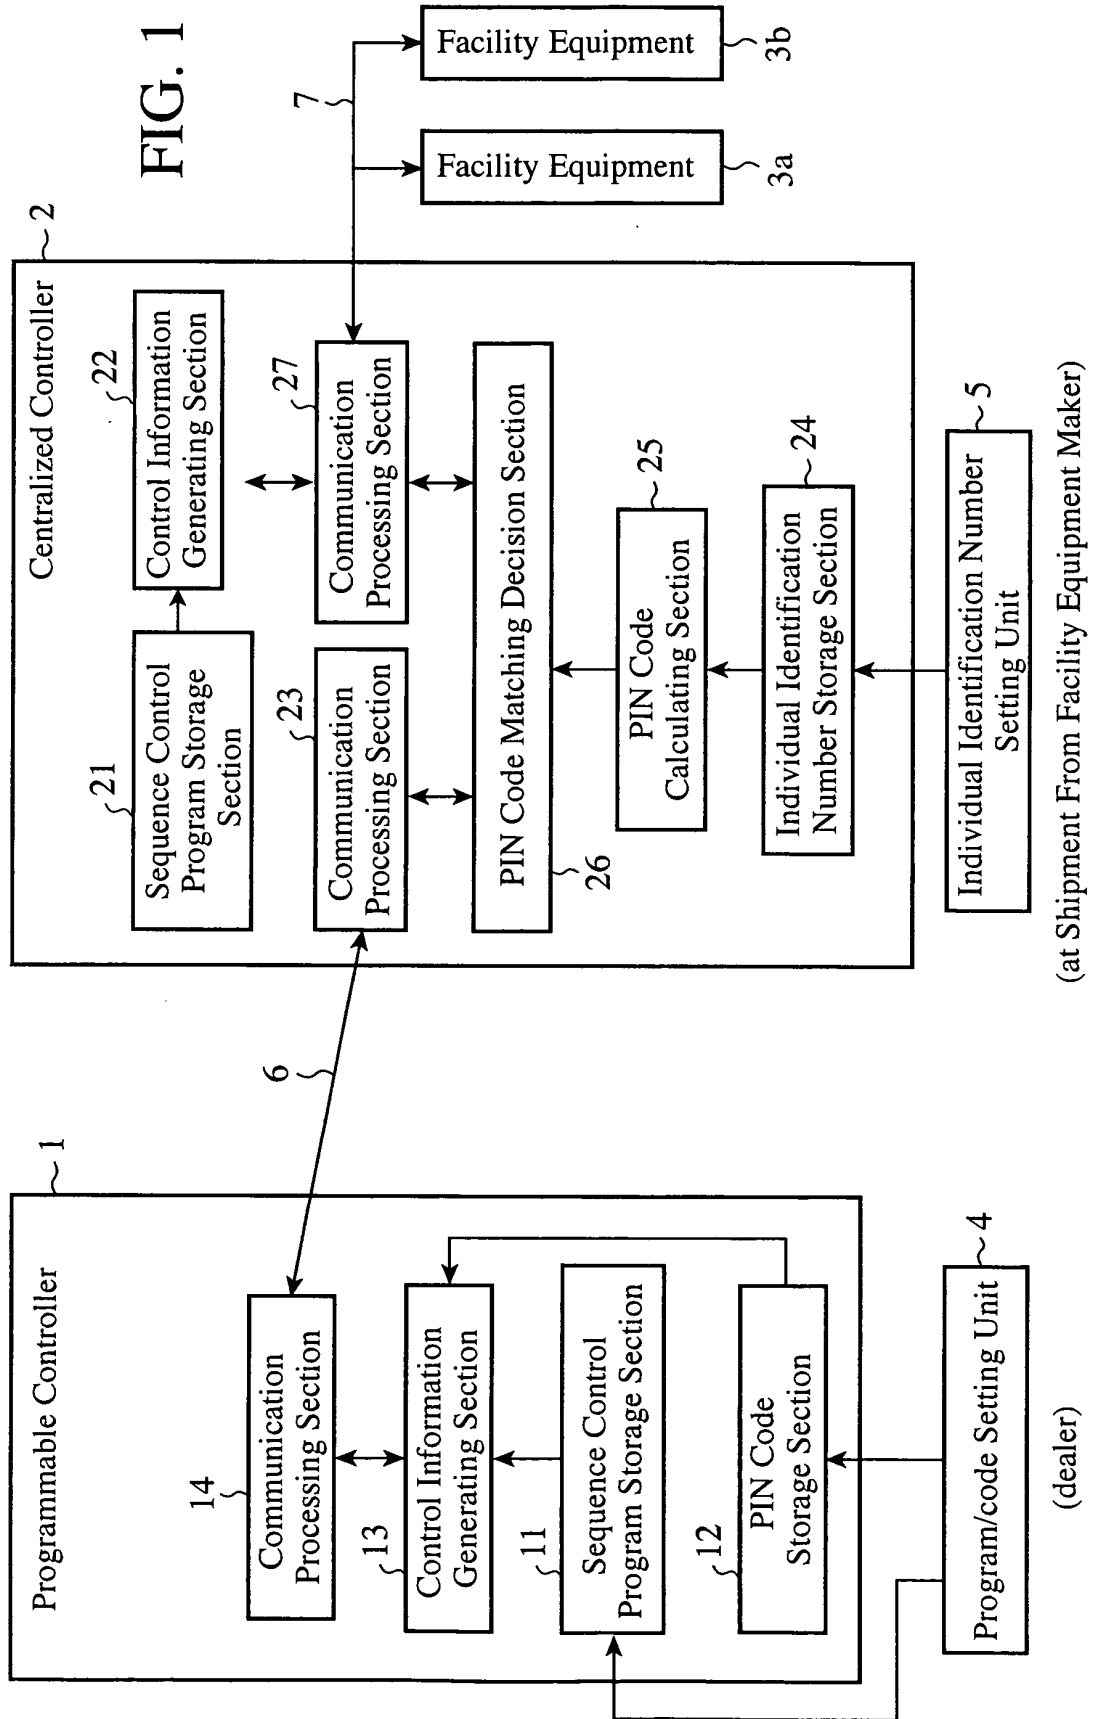 FIG. 1
Programmable Controller
1
14
Communication
Processing Section
13
Control Information
Generating Section
11
Sequence Control
Program Storage Section
12
PIN Code
Storage Section
Program/code Setting Unit
4
(dealer)
6
Centralized Controller
2
21
Sequence Control
Program Storage
Section
22
Control Information
Generating Section
23
Communication
Processing Section
27
Communication
Processing Section
PIN Code Matching Decision Section
26
PIN Code
Calculating Section
25
Individual Identification
Number Storage Section
24
Individual Identification Number
Setting Unit
5
(at Shipment From Facility Equipment Maker)
7
Facility Equipment
3a
Facility Equipment
3b